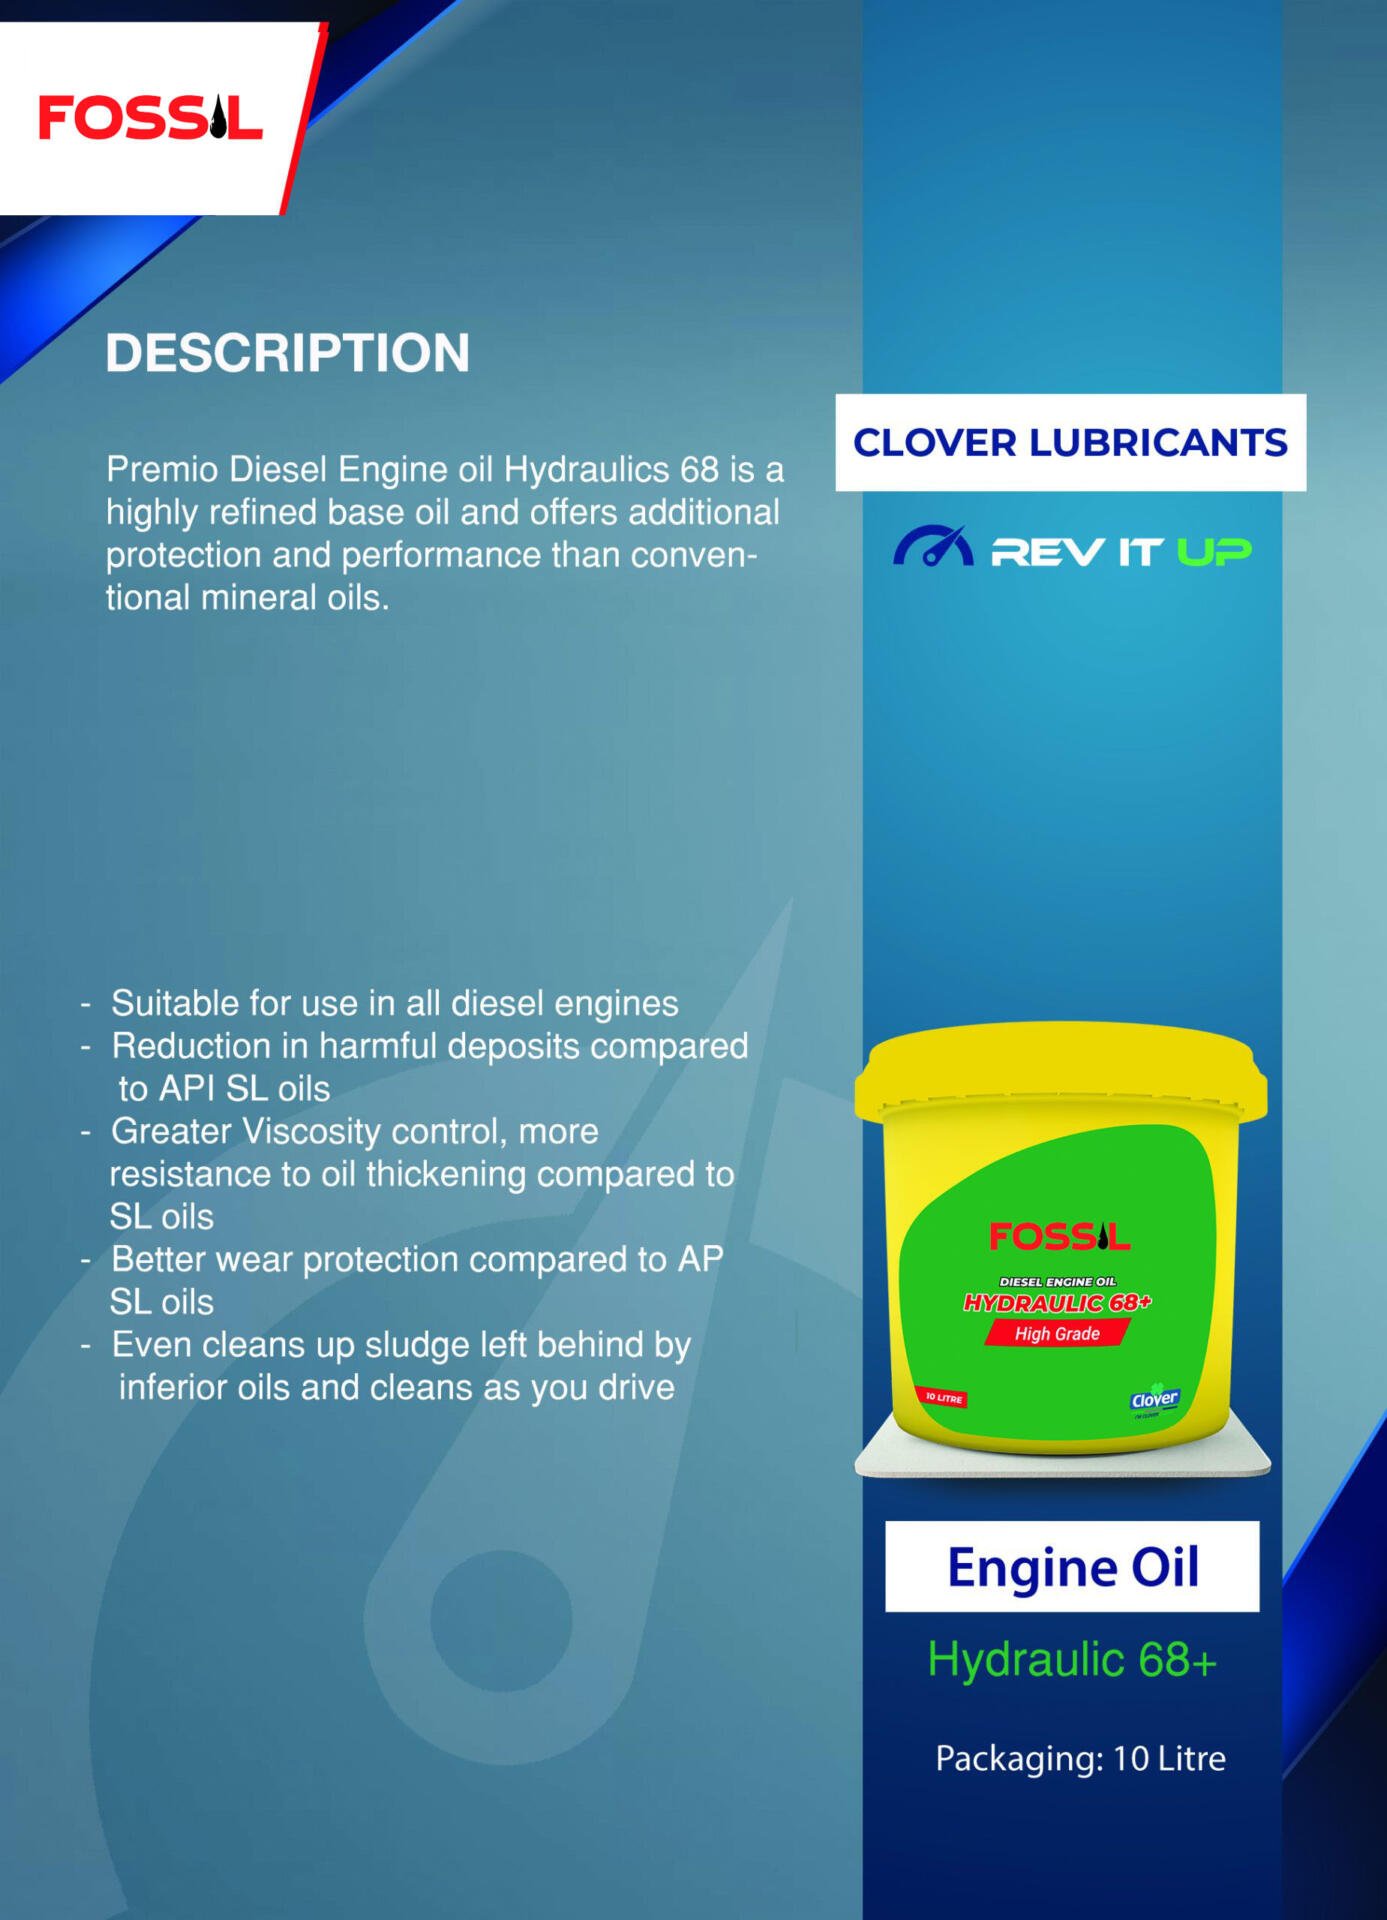 FOSSIL
DESCRIPTION
Premio Diesel Engine oil Hydraulics 68 is a
highly refined base oil and offers additional
protection and performance than conven-
tional mineral oils.
- Suitable for use in all diesel engines
- Reduction in harmful deposits compared
to API SL oils
- Greater Viscosity control, more
resistance to oil thickening compared to
SL oils
- Better wear protection compared to AP
SL oils
- Even cleans up sludge left behind by
inferior oils and cleans as you drive
CLOVER LUBRICANTS
REV IT UP
FOSSIL
DIESEL ENGINE OIL
HYDRAULIC 68+
High Grade
10 LITRE
Clover
I'M CLOVER
Engine Oil
Hydraulic 68+
Packaging: 10 Litre